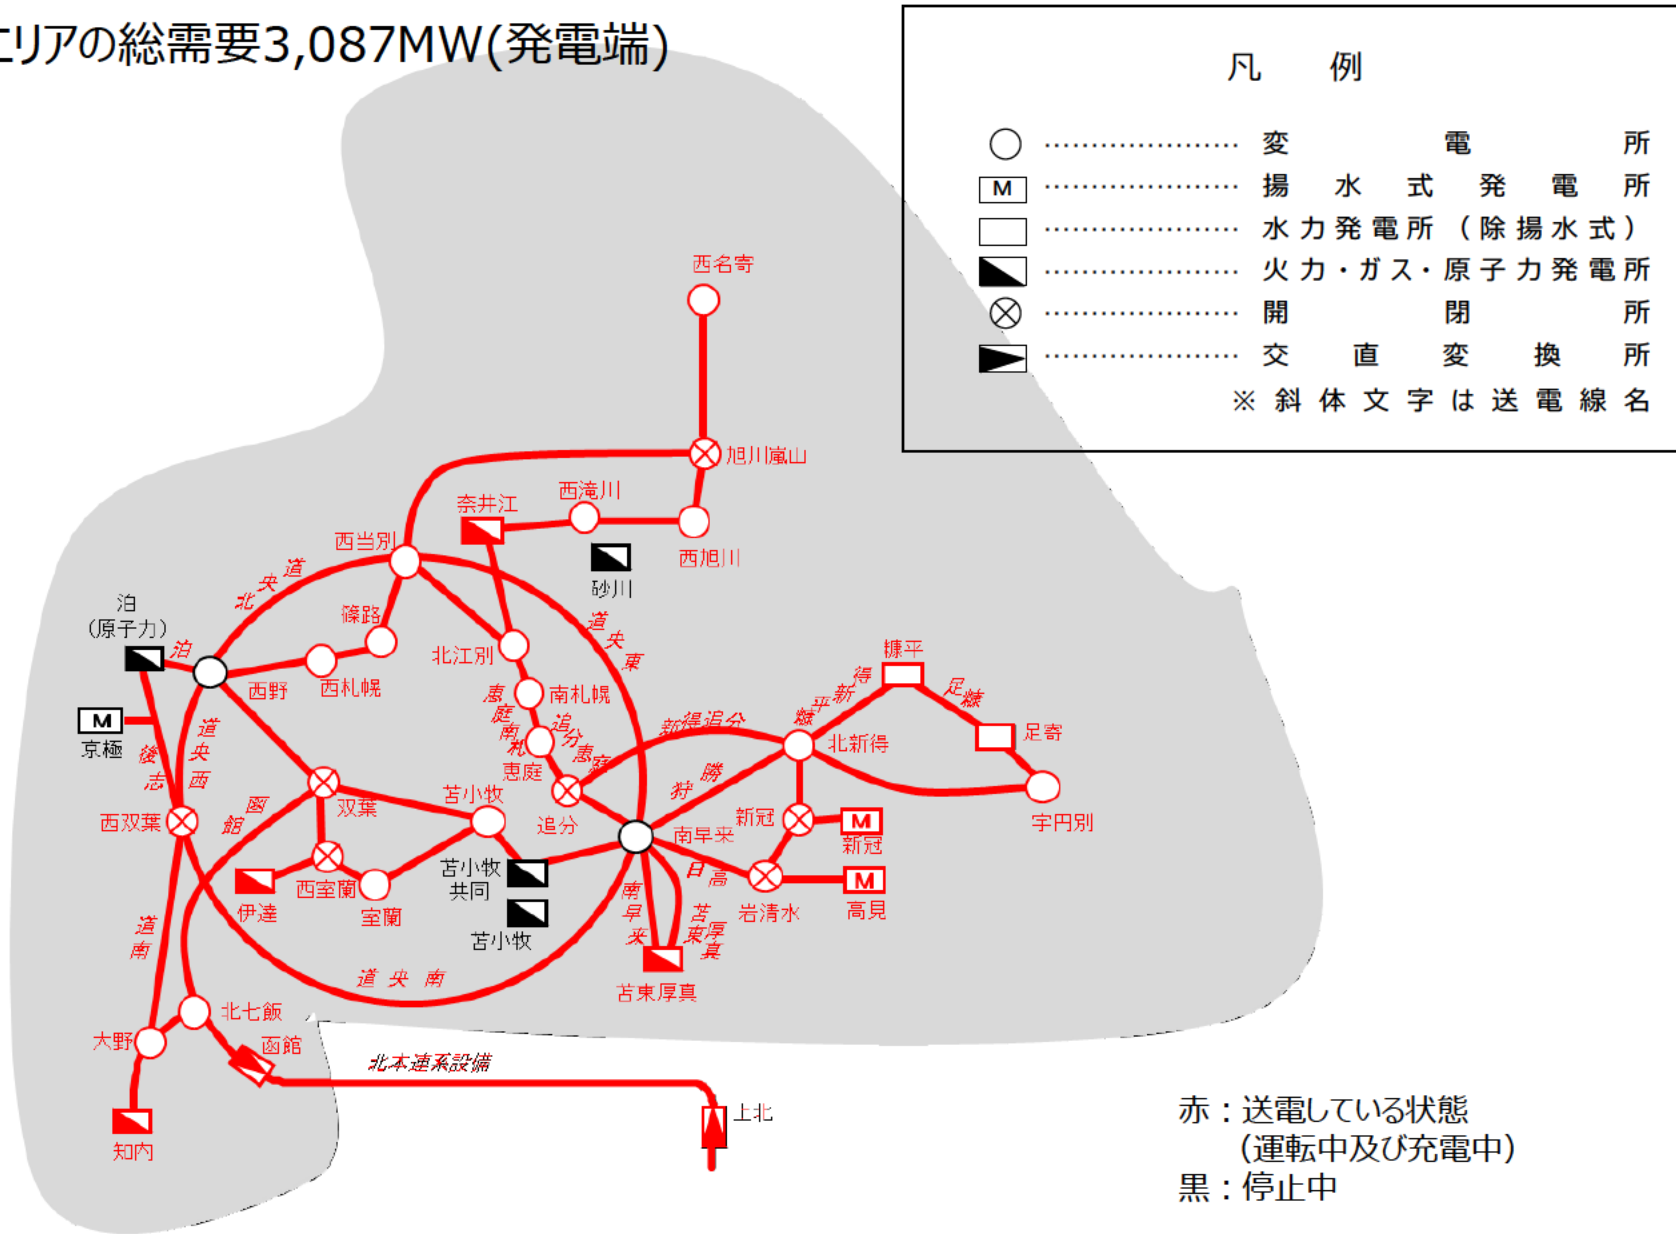 エリアの総需要3,087MW(発電端)
凡 例
変電所
M 揚水式発電所
水力発電所(除揚水式)
火力・ガス・原子力発電所
開閉所
交直変換所
※斜体文字は送電線名
西名寄
旭川嵐山
西滝川
奈井江
西当別
西旭川
砂川
道央北
泊
(原子力)
泊
篠路
北江別
道央東
西野
西札幌
南札幌
恵庭南札
追分恵庭
新得追分
糠平新得
糠平
足糠
足寄
北新得
M
京極
後志
道央西
恵庭
狩勝
西双葉
函館
双葉
苫小牧
追分
南早来
新冠
M
新冠
宇円別
苫小牧
共同
日高
西室蘭
伊達
室蘭
南早来
苫東厚真
岩清水
M
高見
苫小牧
道南
道央南
苫東厚真
北七飯
大野
函館
北本連系設備
上北
知内
赤:送電している状態
(運転中及び充電中)
黒:停止中